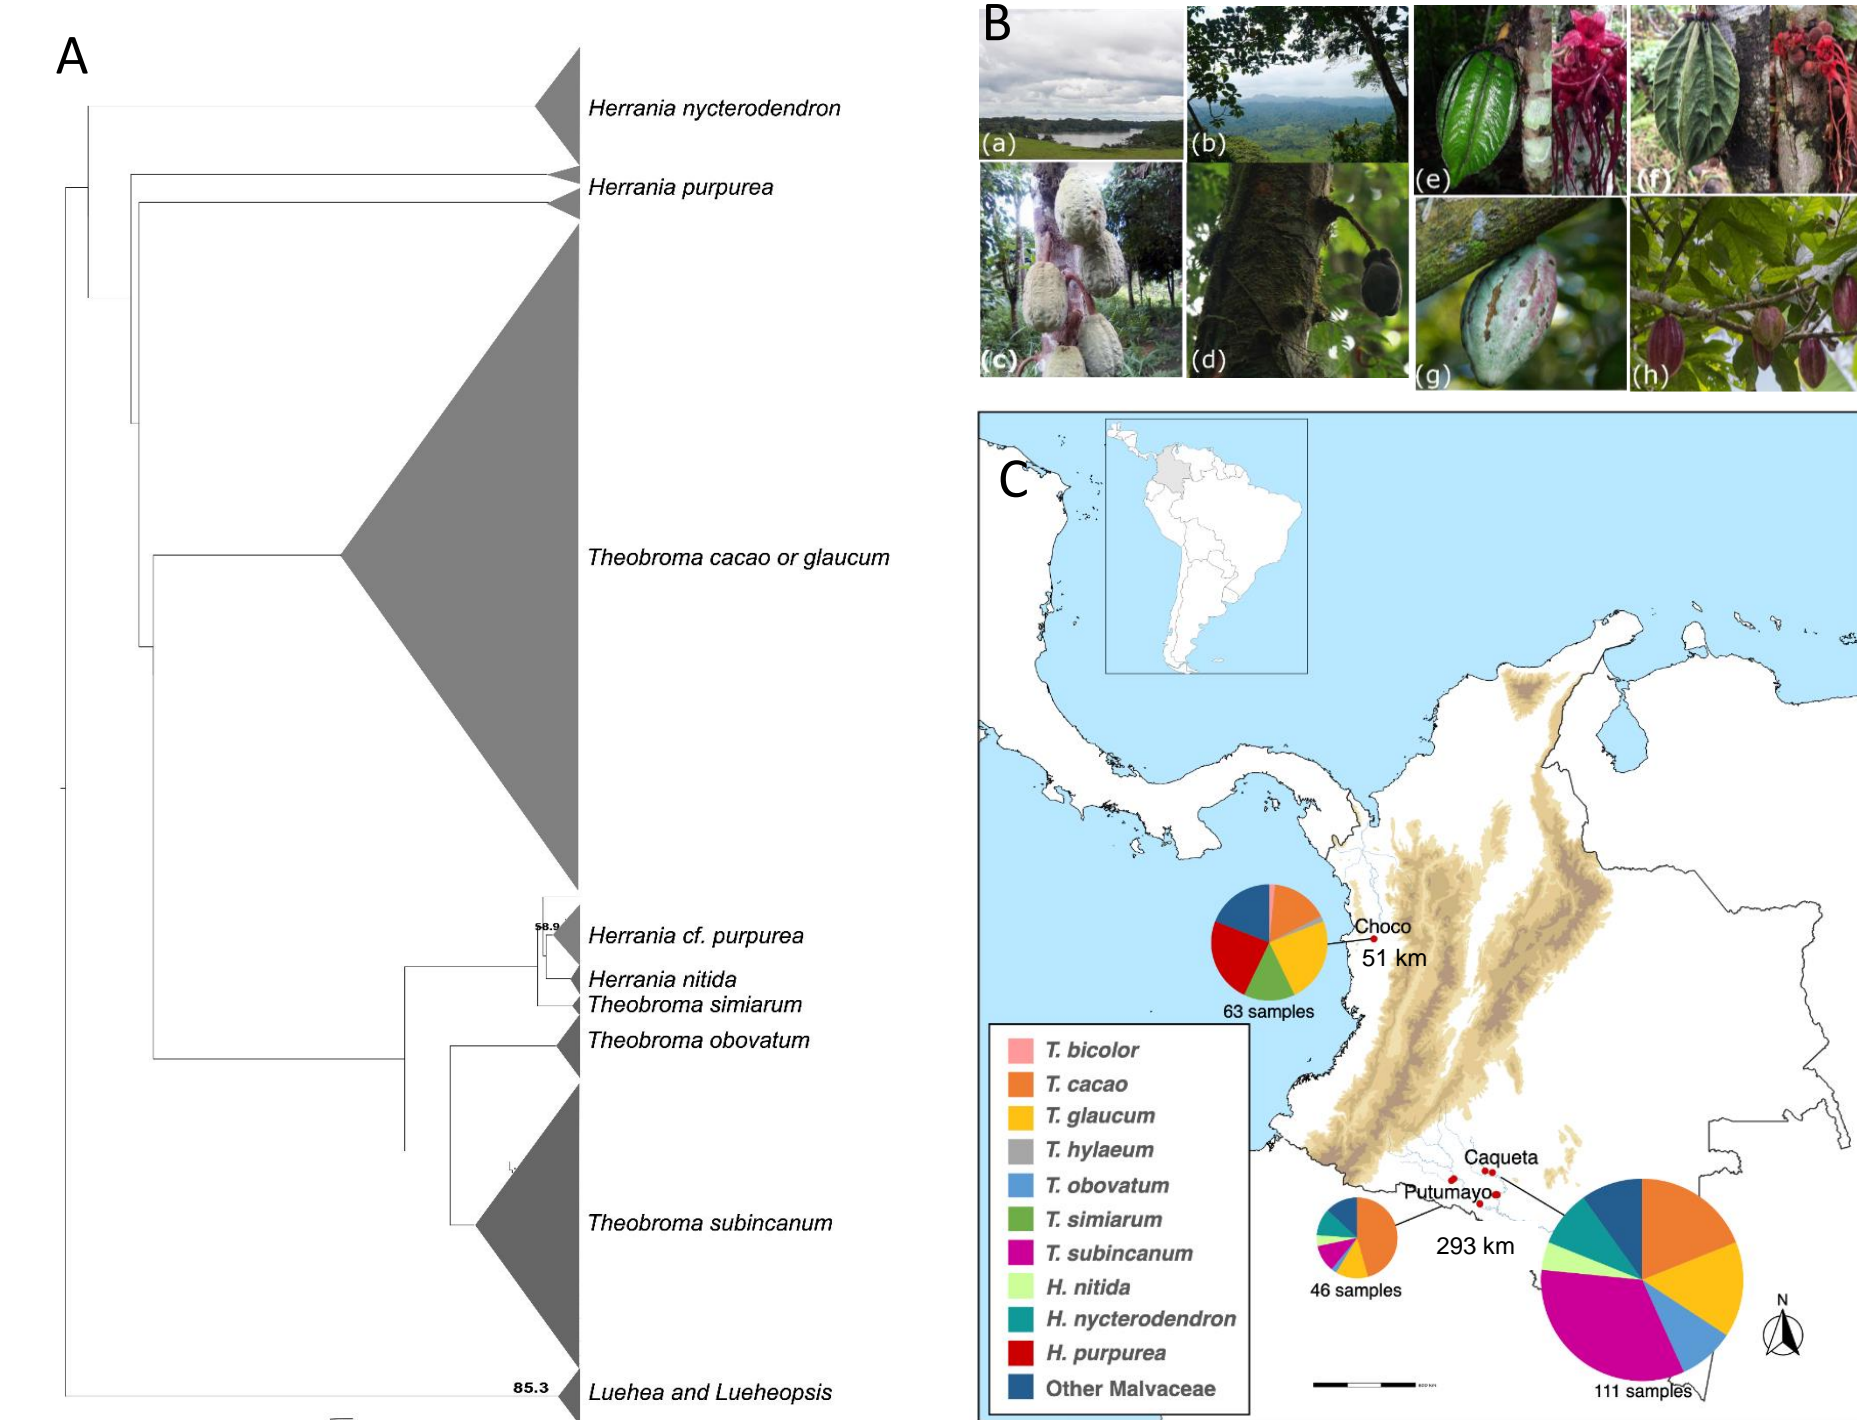 A
Herrania nycterodendron
Herrania purpurea
Theobroma cacao or glaucum
58.9
Herrania cf. purpurea
Herrania nitida
Theobroma simiarum
Theobroma obovatum
Theobroma subincanum
85.3
Luehea and Lueheopsis
B
(a)
(b)
(c)
(d)
(e)
(f)
(g)
(h)
C
Choco
51 km
63 samples
T. bicolor
T. cacao
T. glaucum
T. hylaeum
T. obovatum
T. simiarum
T. subincanum
H. nitida
H. nycterodendron
H. purpurea
Other Malvaceae
Caqueta
Putumayo
293 km
46 samples
111 samples
N